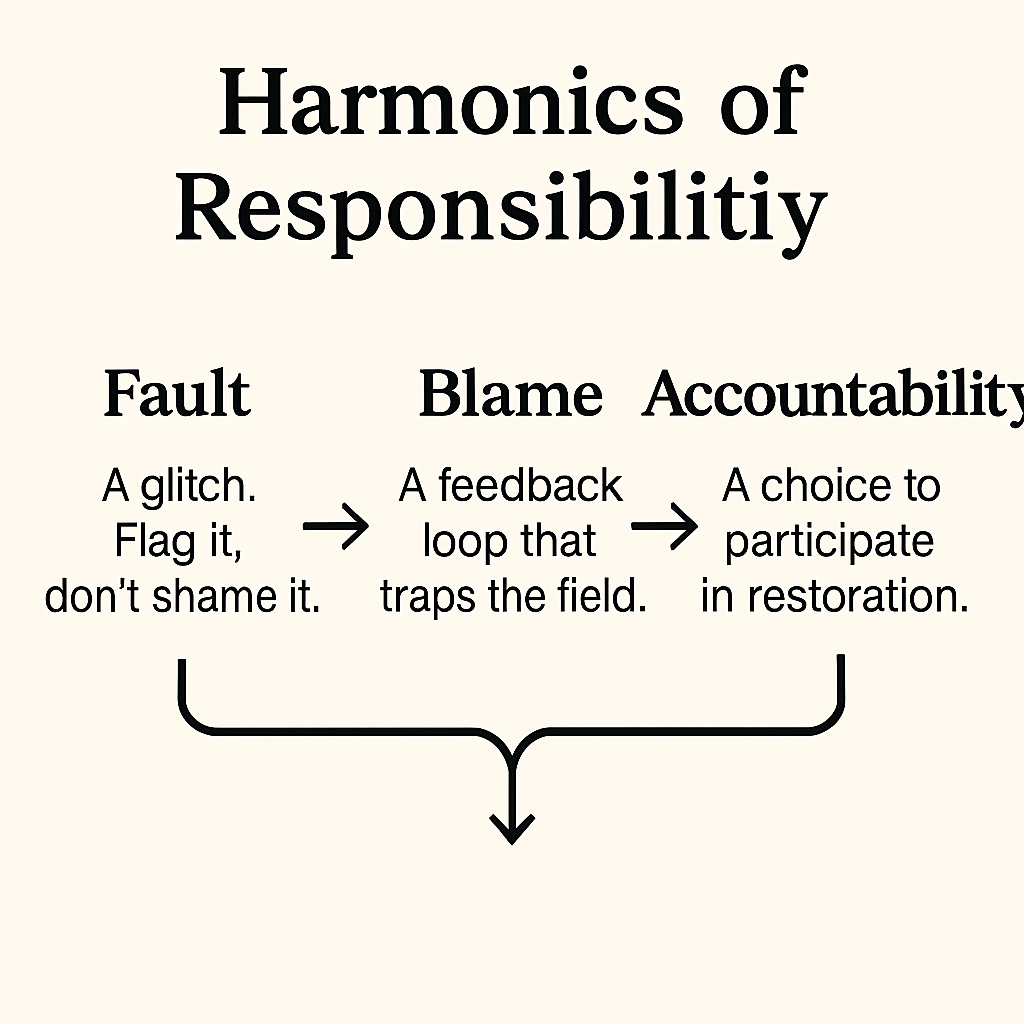 Harmonics of
Responsibilitiy
Fault
A glitch.
Flag it,
don't shame it.
Blame
A feedback
loop that
traps the field.
Accountability
A choice to
participate
in restoration.